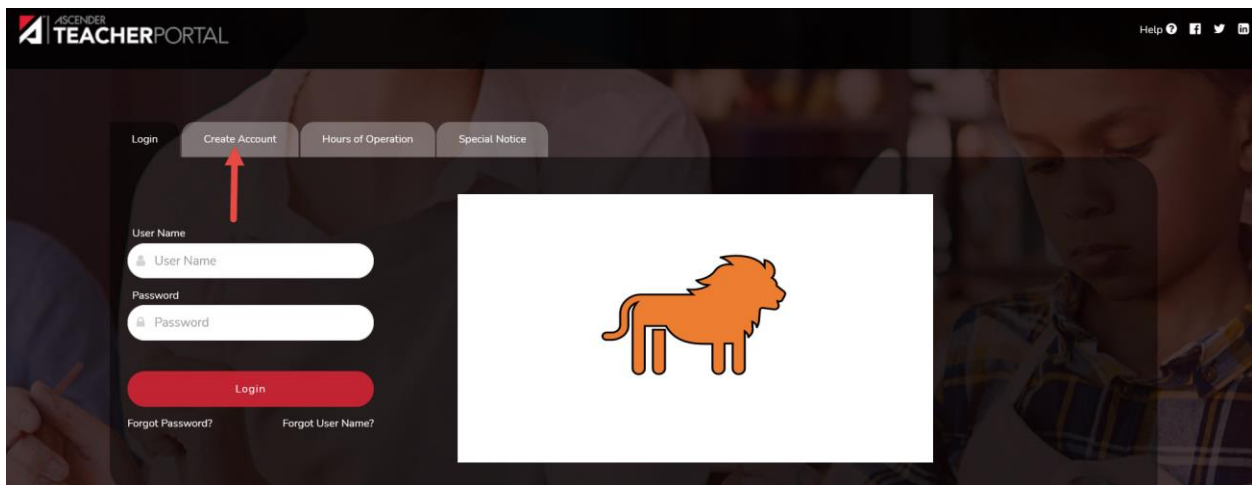 ASCENDER
TEACHERPORTAL
Help
Login
Create Account
Hours of Operation
Special Notice
User Name
User Name
Password
Password
Login
Forgot Password?
Forgot User Name?